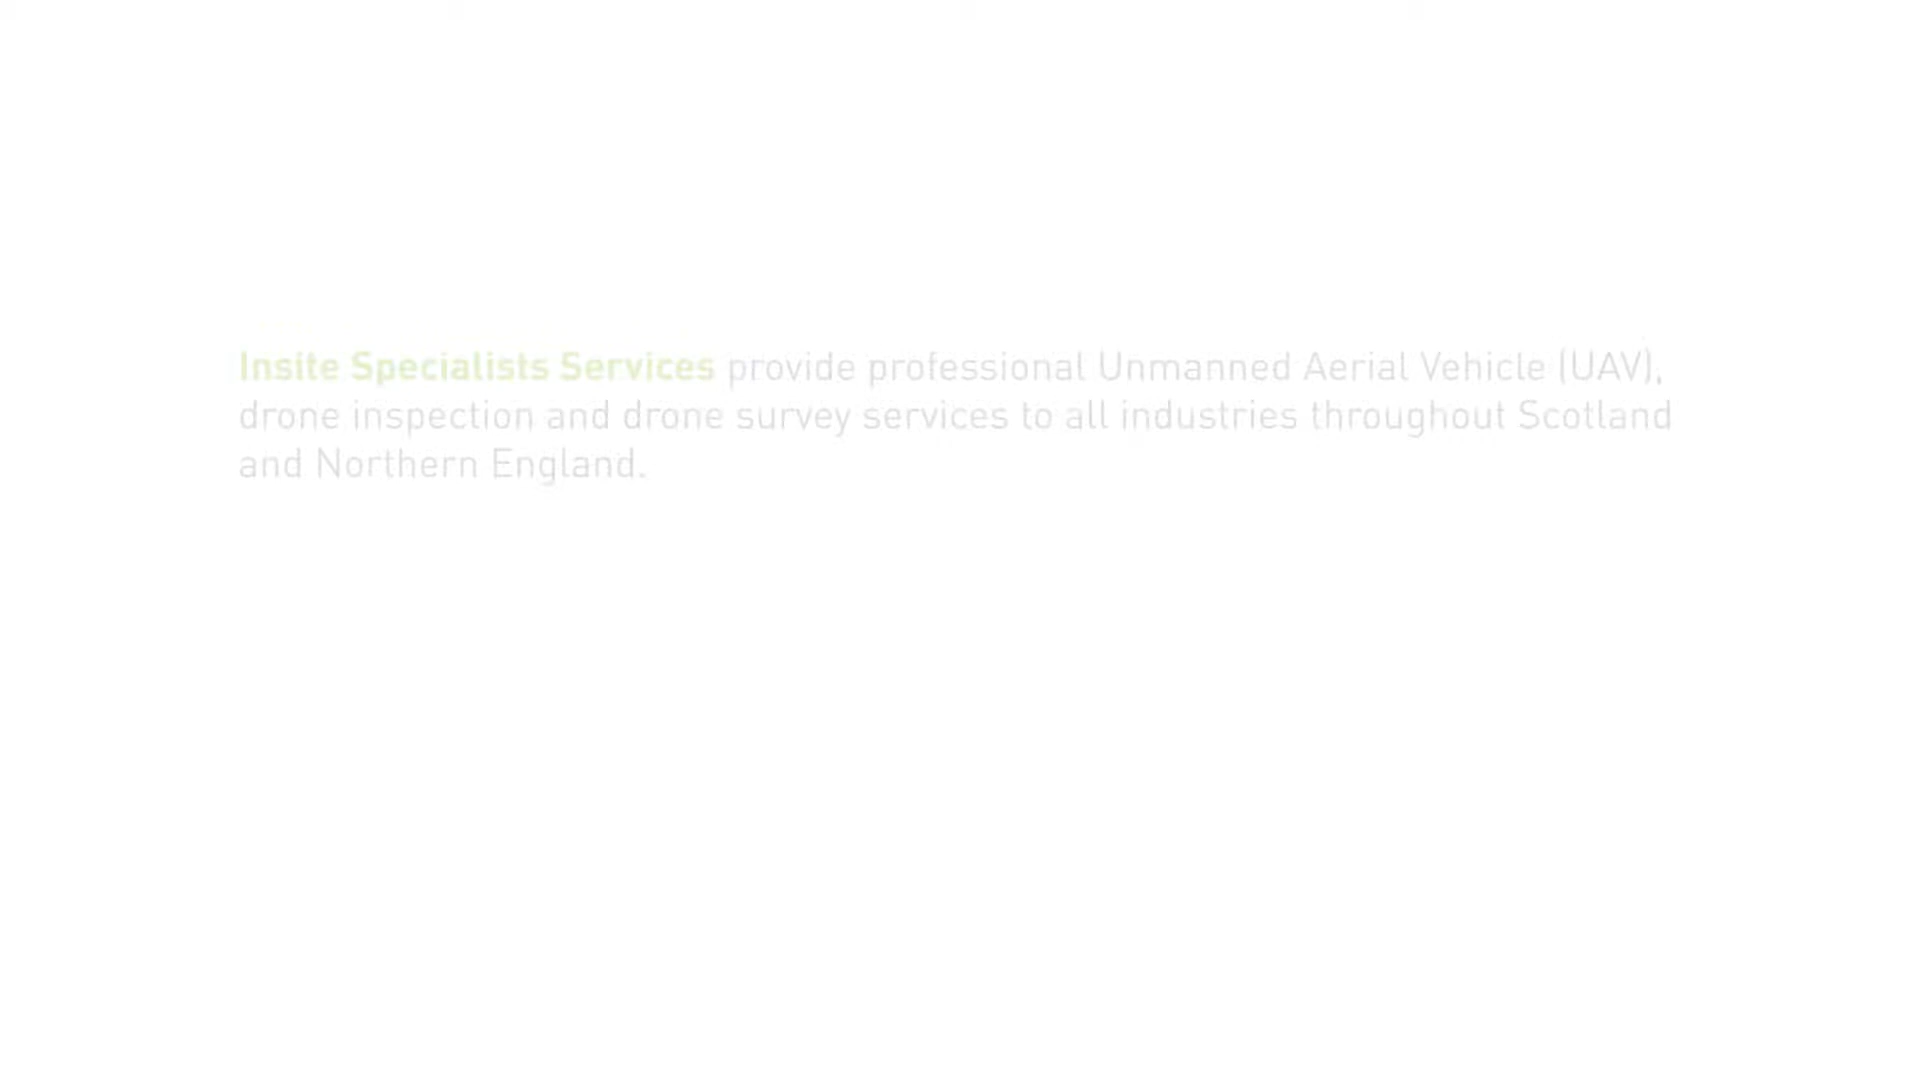 Insite Specialists Services provide professional Unmanned Aerial Vehicle (UAV),
drone inspection and drone survey services to all industries throughout Scotland
and Northern England.